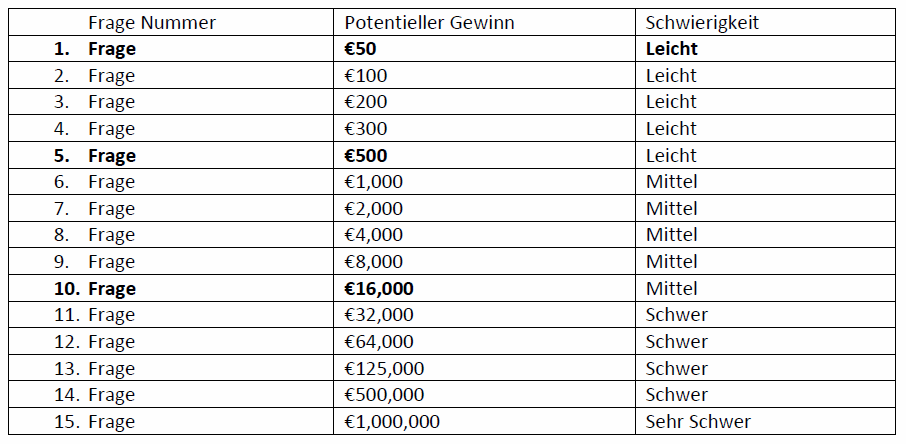 Frage Nummer Potentieller Gewinn Schwierigkeit
1. Frage €50 Leicht
2. Frage €100 Leicht
3. Frage €200 Leicht
4. Frage €300 Leicht
5. Frage €500 Leicht
6. Frage €1,000 Mittel
7. Frage €2,000 Mittel
8. Frage €4,000 Mittel
9. Frage €8,000 Mittel
10. Frage €16,000 Mittel
11. Frage €32,000 Schwer
12. Frage €64,000 Schwer
13. Frage €125,000 Schwer
14. Frage €500,000 Schwer
15. Frage €1,000,000 Sehr Schwer